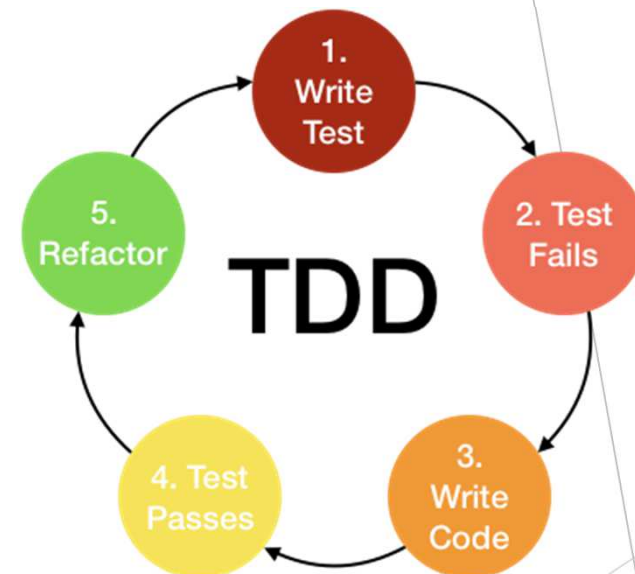 1.
Write
Test
2. Test
Fails
3.
Write
Code
4. Test
Passes
5.
Refactor
TDD